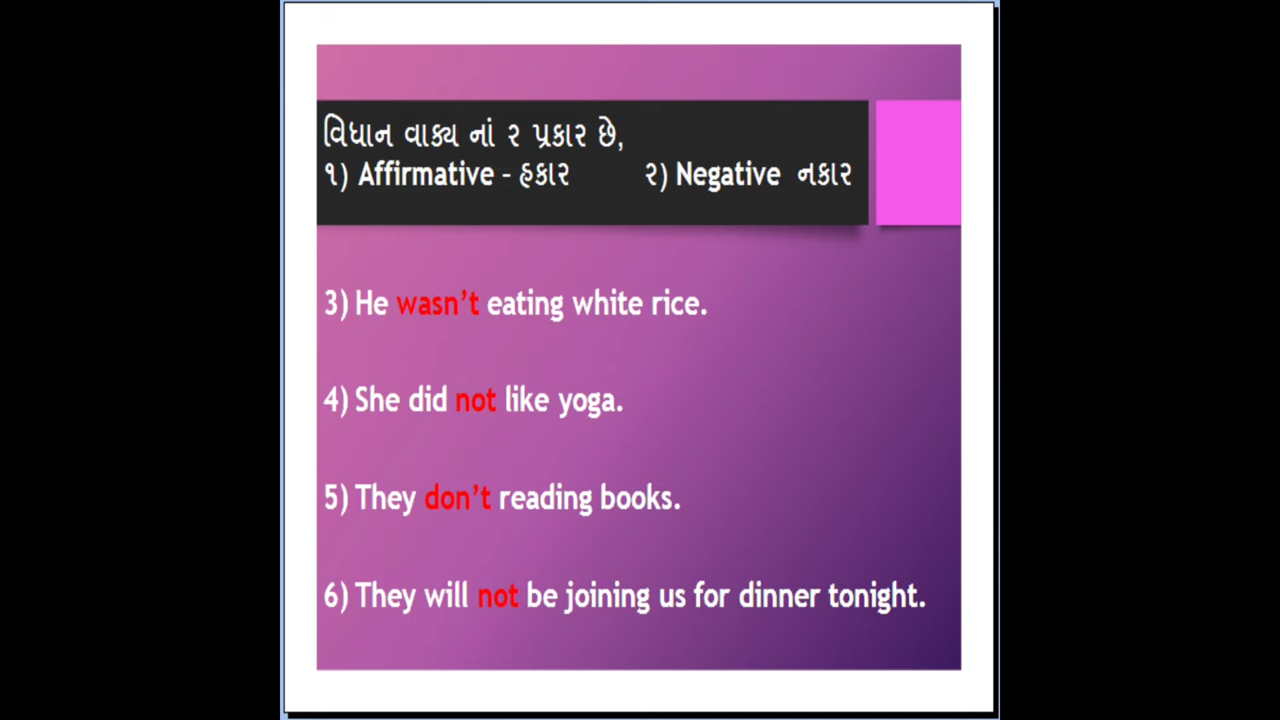 વિધાન વાક્ય નાં ૨ પ્રકાર છે,
૧) Affirmative – હકાર ૨) Negative નકાર
3) He wasn’t eating white rice.
4) She did not like yoga.
5) They don’t reading books.
6) They will not be joining us for dinner tonight.